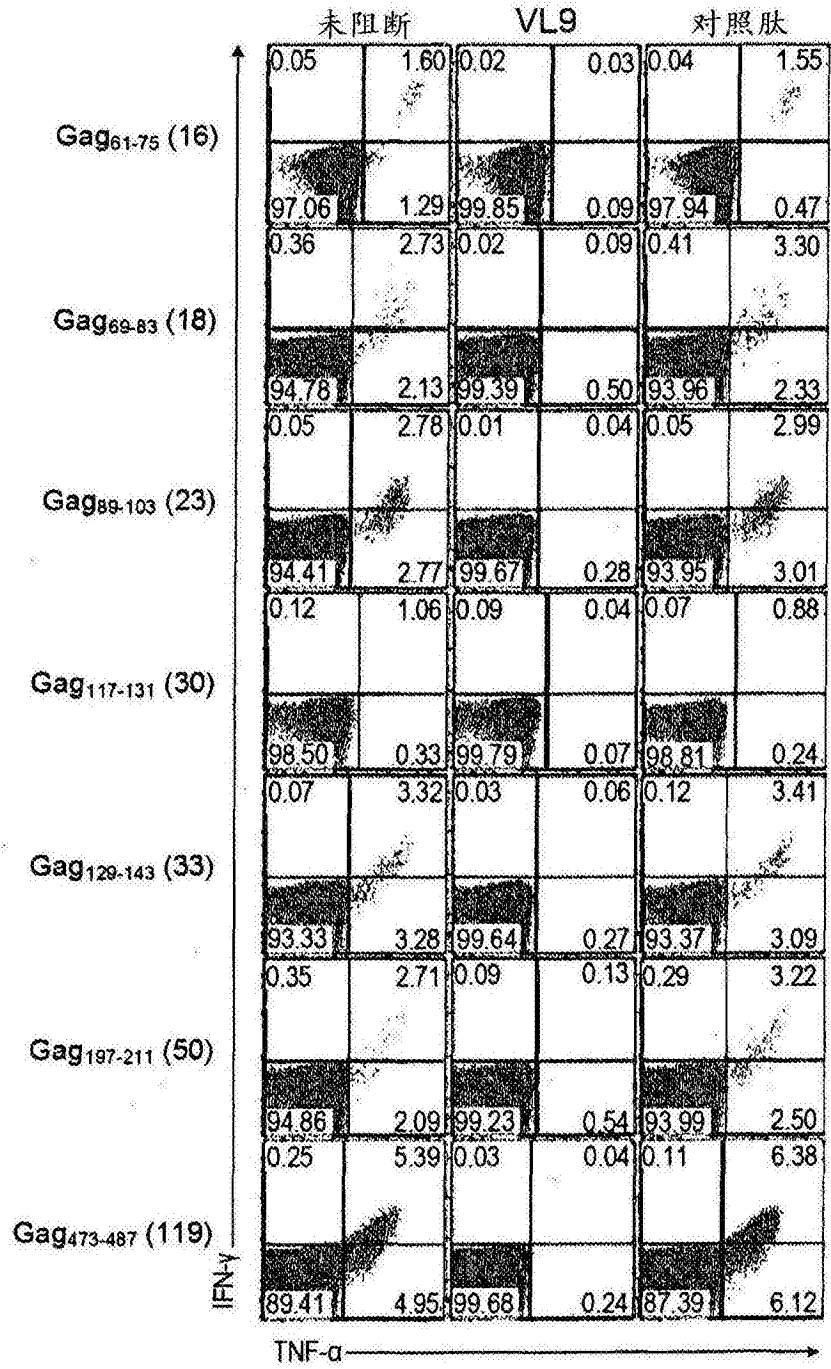 未阻断 VL9 对照肽
0.05 1.60 0.02 0.03 0.04 1.55
Gag61-75 (16)
97.06 1.29 99.85 0.09 97.94 0.47
0.36 2.73 0.02 0.09 0.41 3.30
Gag69-83 (18)
94.78 2.13 99.39 0.50 93.96 2.33
0.05 2.78 0.01 0.04 0.05 2.99
Gag89-103 (23)
94.41 2.77 99.67 0.28 93.95 3.01
0.12 1.06 0.09 0.04 0.07 0.88
Gag117-131 (30)
98.50 0.33 99.79 0.07 98.81 0.24
0.07 3.32 0.03 0.06 0.12 3.41
Gag129-143 (33)
93.33 3.28 99.64 0.27 93.37 3.09
0.35 2.71 0.09 0.13 0.29 3.22
Gag197-211 (50)
94.86 2.09 99.23 0.54 93.99 2.50
0.25 5.39 0.03 0.04 0.11 6.38
Gag473-487 (119)
89.41 4.95 99.68 0.24 87.39 6.12
IFN-γ
TNF-α